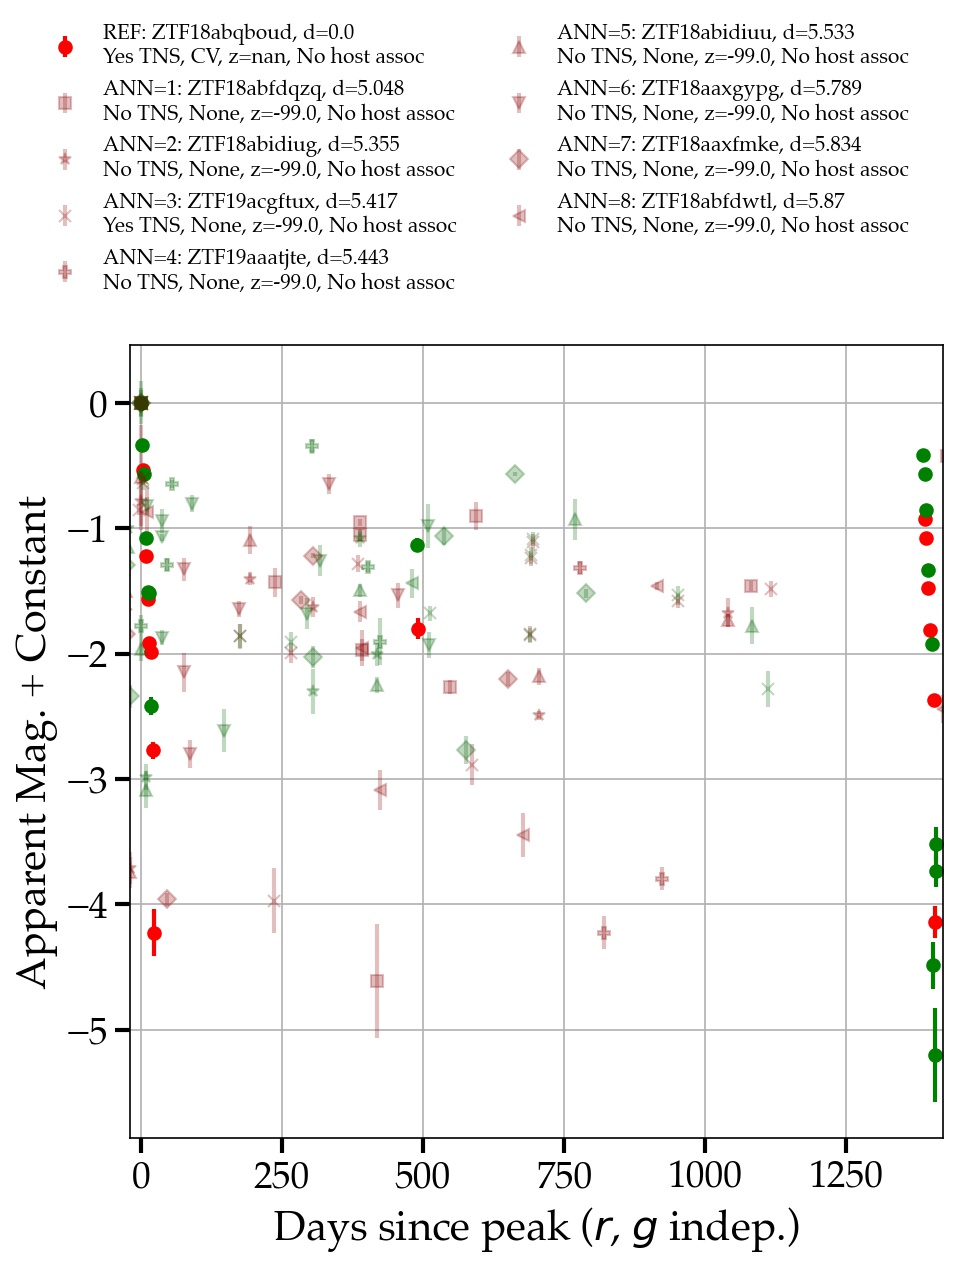 REF: ZTF18abqboud, d=0.0
Yes TNS, CV, z=nan, No host assoc
ANN=1: ZTF18abfdqzq, d=5.048
No TNS, None, z=-99.0, No host assoc
ANN=2: ZTF18abidiug, d=5.355
No TNS, None, z=-99.0, No host assoc
ANN=3: ZTF19acgftux, d=5.417
Yes TNS, None, z=-99.0, No host assoc
ANN=4: ZTF19aaatjte, d=5.443
No TNS, None, z=-99.0, No host assoc
ANN=5: ZTF18abidiuu, d=5.533
No TNS, None, z=-99.0, No host assoc
ANN=6: ZTF18aaxgypg, d=5.789
No TNS, None, z=-99.0, No host assoc
ANN=7: ZTF18aaxfmke, d=5.834
No TNS, None, z=-99.0, No host assoc
ANN=8: ZTF18abfdwtl, d=5.87
No TNS, None, z=-99.0, No host assoc
Apparent Mag. + Constant
0
−1
−2
−3
−4
−5
0 250 500 750 1000 1250
Days since peak (r, g indep.)